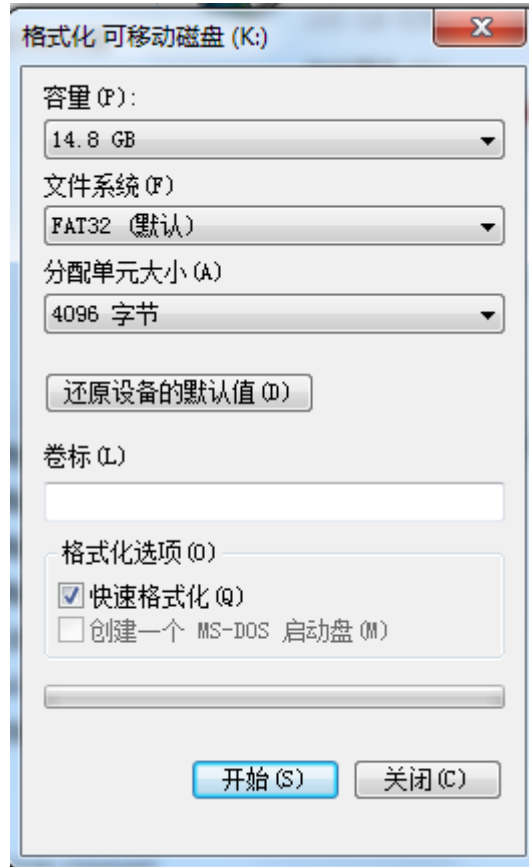 格式化 可移动磁盘 (K:)
容量(P):
14.8 GB
文件系统(F)
FAT32 (默认)
分配单元大小(A)
4096 字节
还原设备的默认值(D)
卷标(L)
格式化选项(O)
快速格式化(Q)
创建一个 MS-DOS 启动盘(M)
开始(S) 关闭(C)